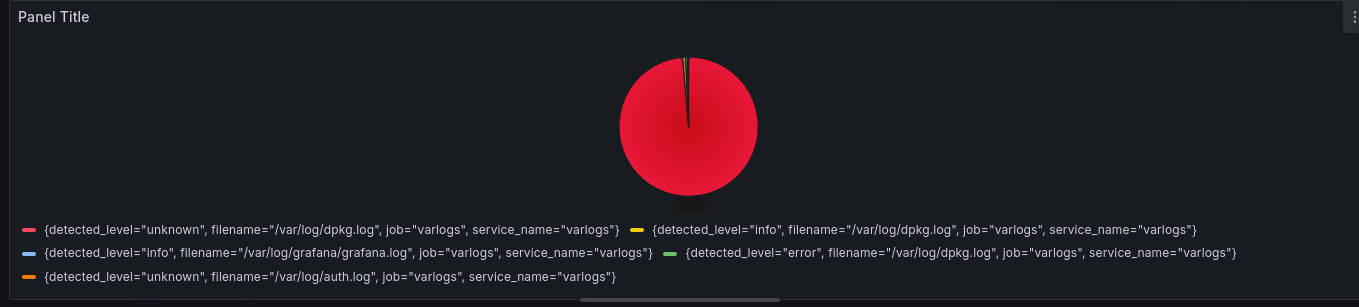 Panel Title
{detected_level="unknown", filename="/var/log/dpkg.log", job="varlogs", service_name="varlogs"} {detected_level="info", filename="/var/log/dpkg.log", job="varlogs", service_name="varlogs"}
{detected_level="info", filename="/var/log/grafana/grafana.log", job="varlogs", service_name="varlogs"} {detected_level="error", filename="/var/log/dpkg.log", job="varlogs", service_name="varlogs"}
{detected_level="unknown", filename="/var/log/auth.log", job="varlogs", service_name="varlogs"}